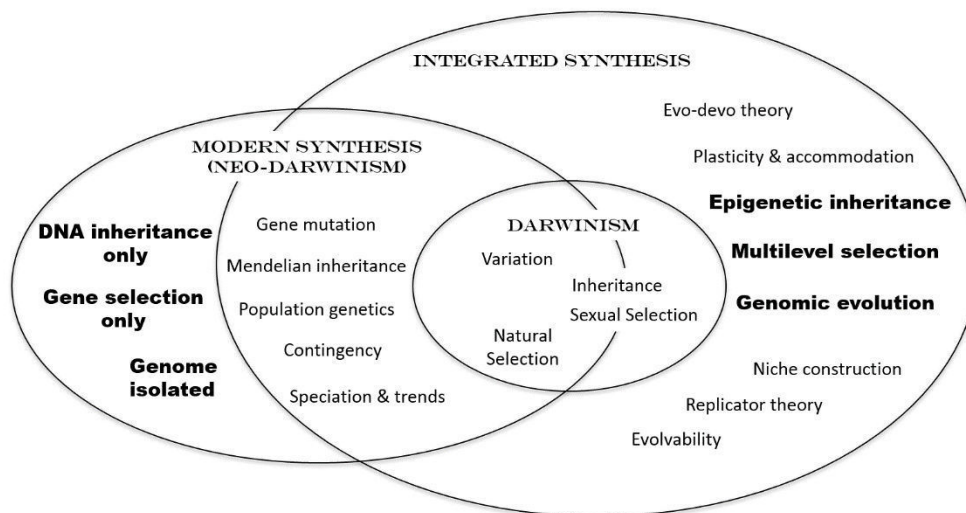 INTEGRATED SYNTHESIS
Evo-devo theory
Plasticity & accommodation
Epigenetic inheritance
Multilevel selection
Genomic evolution
Niche construction
Replicator theory
Evolvability
MODERN SYNTHESIS
(NEO-DARWINISM)
DNA inheritance
only
Gene selection
only
Genome
isolated
Gene mutation
Mendelian inheritance
Population genetics
Contingency
Speciation & trends
DARWINISM
Variation
Inheritance
Sexual Selection
Natural
Selection